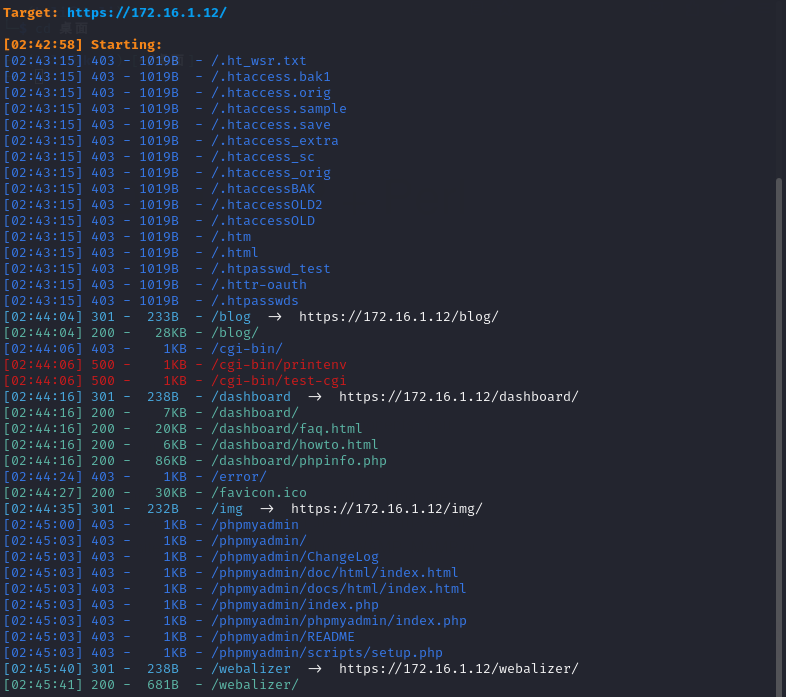 Target: https://172.16.1.12/
[02:42:58] Starting:
[02:43:15] 403 - 1019B - /.ht_wsr.txt
[02:43:15] 403 - 1019B - /.htaccess.bak1
[02:43:15] 403 - 1019B - /.htaccess.orig
[02:43:15] 403 - 1019B - /.htaccess.sample
[02:43:15] 403 - 1019B - /.htaccess.save
[02:43:15] 403 - 1019B - /.htaccess_extra
[02:43:15] 403 - 1019B - /.htaccess_sc
[02:43:15] 403 - 1019B - /.htaccess_orig
[02:43:15] 403 - 1019B - /.htaccessBAK
[02:43:15] 403 - 1019B - /.htaccessOLD2
[02:43:15] 403 - 1019B - /.htaccessOLD
[02:43:15] 403 - 1019B - /.htm
[02:43:15] 403 - 1019B - /.html
[02:43:15] 403 - 1019B - /.htpasswd_test
[02:43:15] 403 - 1019B - /.httr-oauth
[02:43:15] 403 - 1019B - /.htpasswds
[02:44:04] 301 - 233B - /blog → https://172.16.1.12/blog/
[02:44:04] 200 - 28KB - /blog/
[02:44:06] 403 - 1KB - /cgi-bin/
[02:44:06] 500 - 1KB - /cgi-bin/printenv
[02:44:06] 500 - 1KB - /cgi-bin/test-cgi
[02:44:16] 301 - 238B - /dashboard → https://172.16.1.12/dashboard/
[02:44:16] 200 - 7KB - /dashboard/
[02:44:16] 200 - 20KB - /dashboard/faq.html
[02:44:16] 200 - 6KB - /dashboard/howto.html
[02:44:16] 200 - 86KB - /dashboard/phpinfo.php
[02:44:24] 403 - 1KB - /error/
[02:44:27] 200 - 30KB - /favicon.ico
[02:44:35] 301 - 232B - /img → https://172.16.1.12/img/
[02:45:00] 403 - 1KB - /phpmyadmin
[02:45:03] 403 - 1KB - /phpmyadmin/
[02:45:03] 403 - 1KB - /phpmyadmin/ChangeLog
[02:45:03] 403 - 1KB - /phpmyadmin/doc/html/index.html
[02:45:03] 403 - 1KB - /phpmyadmin/docs/html/index.html
[02:45:03] 403 - 1KB - /phpmyadmin/index.php
[02:45:03] 403 - 1KB - /phpmyadmin/phpmyadmin/index.php
[02:45:03] 403 - 1KB - /phpmyadmin/README
[02:45:03] 403 - 1KB - /phpmyadmin/scripts/setup.php
[02:45:40] 301 - 238B - /webalizer → https://172.16.1.12/webalizer/
[02:45:41] 200 - 681B - /webalizer/